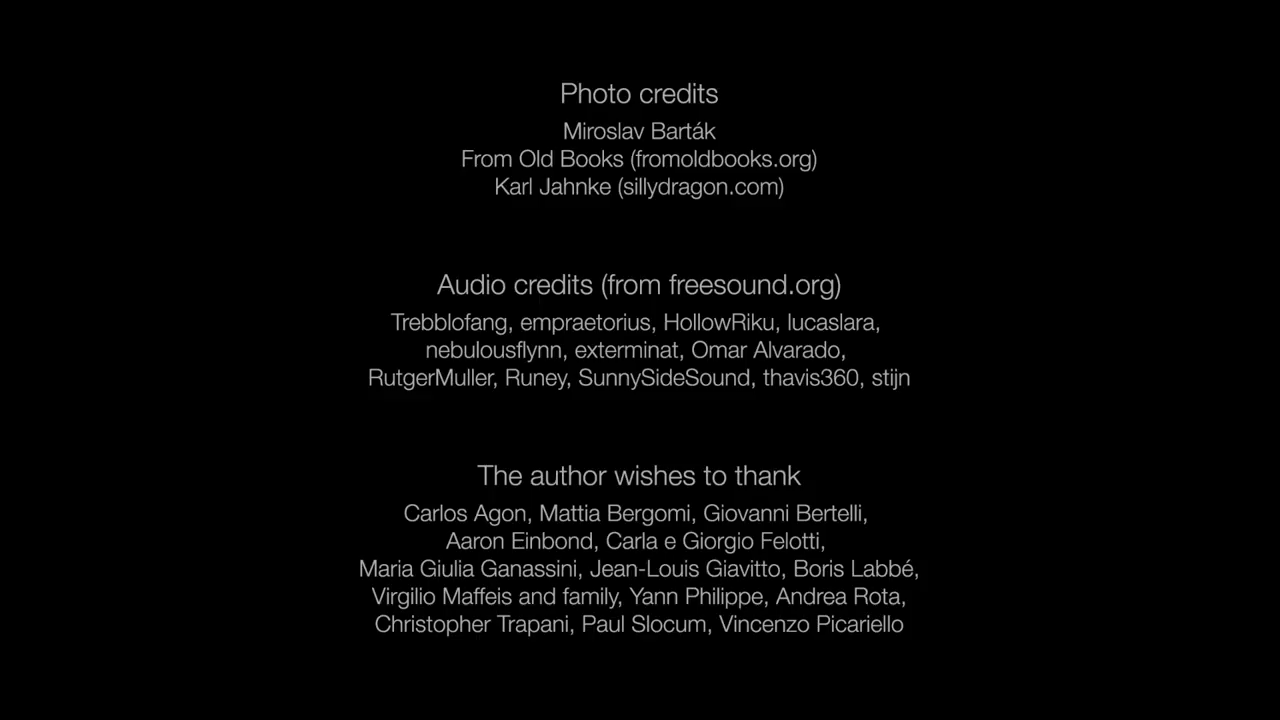 Photo credits
Miroslav Barták
From Old Books (fromoldbooks.org)
Karl Jahnke (sillydragon.com)
Audio credits (from freesound.org)
Trebblofang, empraetorius, HollowRiku, lucaslara,
nebulousflynn, exterminat, Omar Alvarado,
RutgerMuller, Runey, SunnySideSound, thavis360, stijn
The author wishes to thank
Carlos Agon, Mattia Bergomi, Giovanni Bertelli,
Aaron Einbond, Carla e Giorgio Felotti,
Maria Giulia Ganassini, Jean-Louis Giavitto, Boris Labbé,
Virgilio Maffeis and family, Yann Philippe, Andrea Rota,
Christopher Trapani, Paul Slocum, Vincenzo Picariello